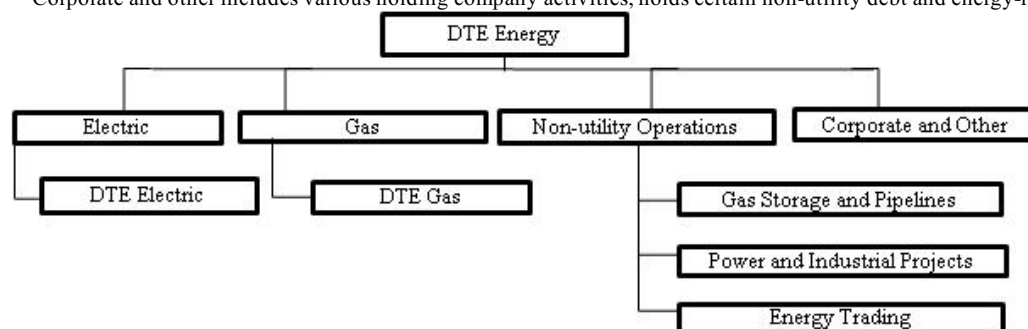 Corporate and other includes various holding company activities, holds certain non-utility debt and energy-
DTE Energy
Electric
Gas
Non-utility Operations
Corporate and Other
DTE Electric
DTE Gas
Gas Storage and Pipelines
Power and Industrial Projects
Energy Trading